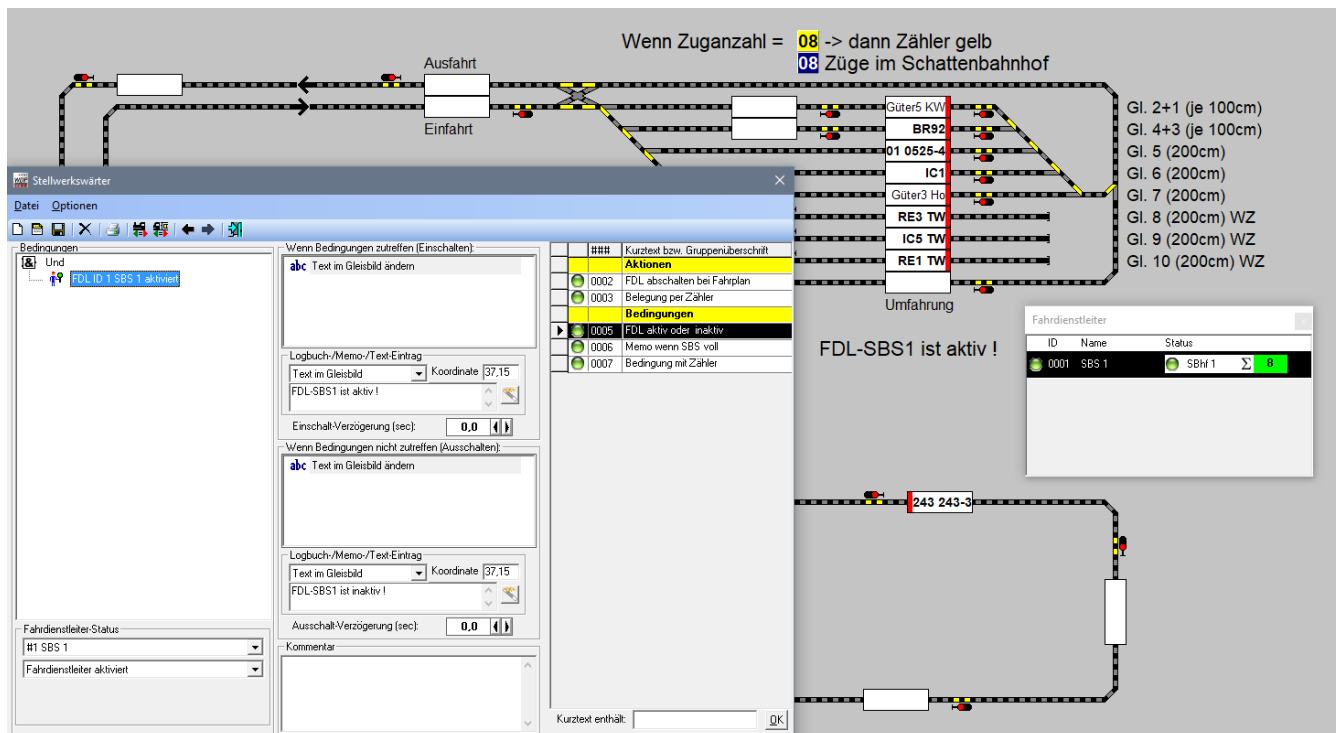 Wenn Zuganzahl = 08 -> dann Zähler gelb
08 Züge im Schattenbahnhof
Ausfahrt
Einfahrt
Güter5 KW
BR92
01 0525-4
IC1
Güter3 Ho
RE3 TW
IC5 TW
RE1 TW
Umfahrung
Gl. 2+1 (je 100cm)
Gl. 4+3 (je 100cm)
Gl. 5 (200cm)
Gl. 6 (200cm)
Gl. 7 (200cm)
Gl. 8 (200cm) WZ
Gl. 9 (200cm) WZ
Gl. 10 (200cm) WZ
FDL-SBS1 ist aktiv !
Stellwerkswärter
Datei Optionen
Bedingungen
& Und
FDL ID 1 SBS 1 aktiviert
Fahrdienstleiter-Status
#1 SBS 1
Fahrdienstleiter aktiviert
Wenn Bedingungen zutreffen (Einschalten):
abc Text im Gleisbild ändern
Logbuch-/Memo-/Text-Eintrag
Text im Gleisbild Koordinate 37,15
FDL-SBS1 ist aktiv !
Einschalt-Verzögerung (sec): 0,0
Wenn Bedingungen nicht zutreffen (Ausschalten):
abc Text im Gleisbild ändern
Logbuch-/Memo-/Text-Eintrag
Text im Gleisbild Koordinate 37,15
FDL-SBS1 ist inaktiv !
Ausschalt-Verzögerung (sec): 0,0
Kommentar
### Kurztext bzw. Gruppenüberschrift
Aktionen
0002 FDL abschalten bei Fahrplan
0003 Belegung per Zähler
Bedingungen
0005 FDL aktiv oder inaktiv
0006 Memo wenn SBS voll
0007 Bedingung mit Zähler
Kurztext enthält: OK
Fahrdienstleiter
ID Name Status
0001 SBS 1 SBhf 1 Σ 8
243 243-3